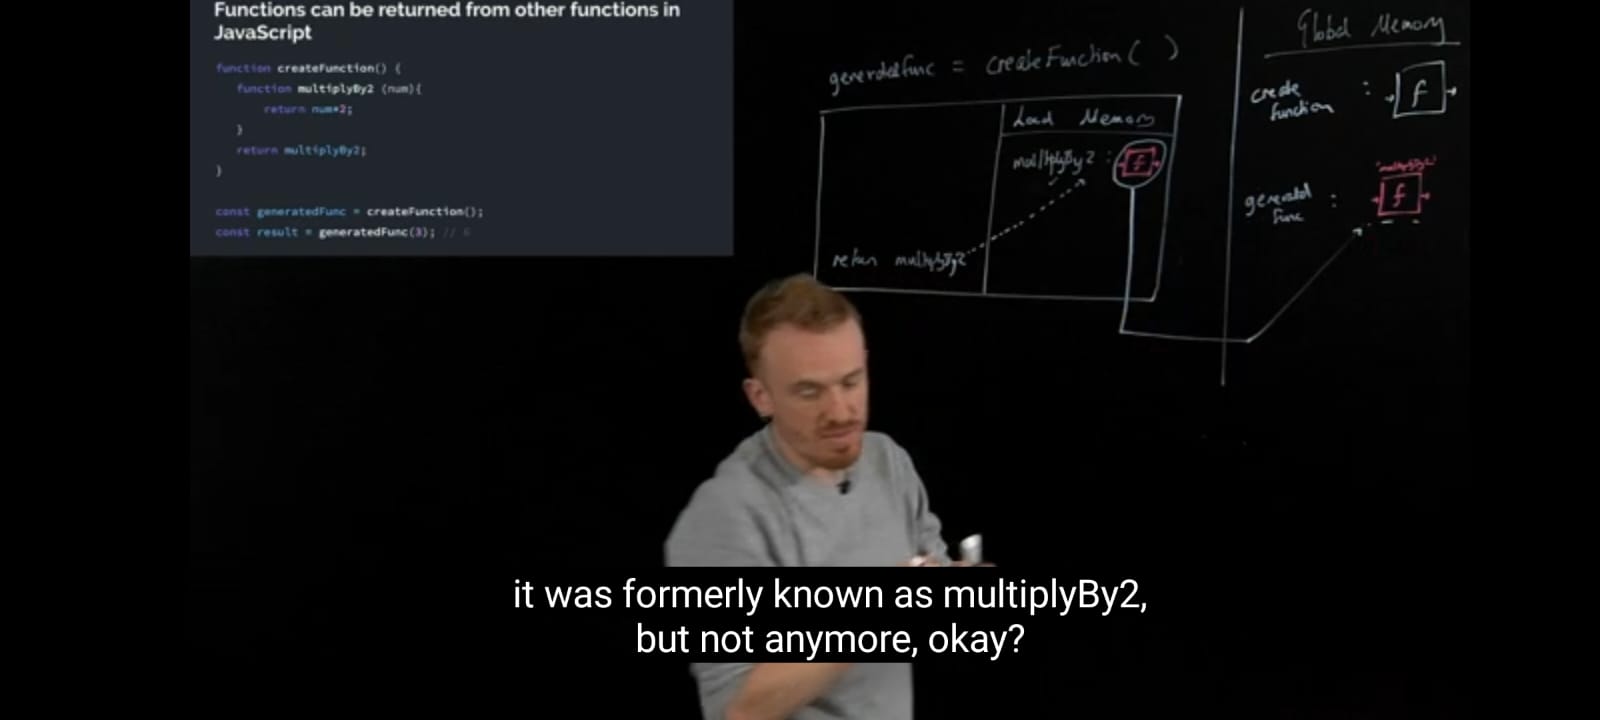 Functions can be returned from other functions in
JavaScript
function createFunction() {
function multiplyBy2 (num){
return num*2;
}
return multiplyBy2;
}
const generatedFunc = createFunction();
const result = generatedFunc(3); // 6
generatedfunc = createFunction( )
Local Memory
multiplyBy2 : f
return multiplyBy2
Global Memory
create
function : f
"multiplyBy2"
generated
func : f
it was formerly known as multiplyBy2,
but not anymore, okay?